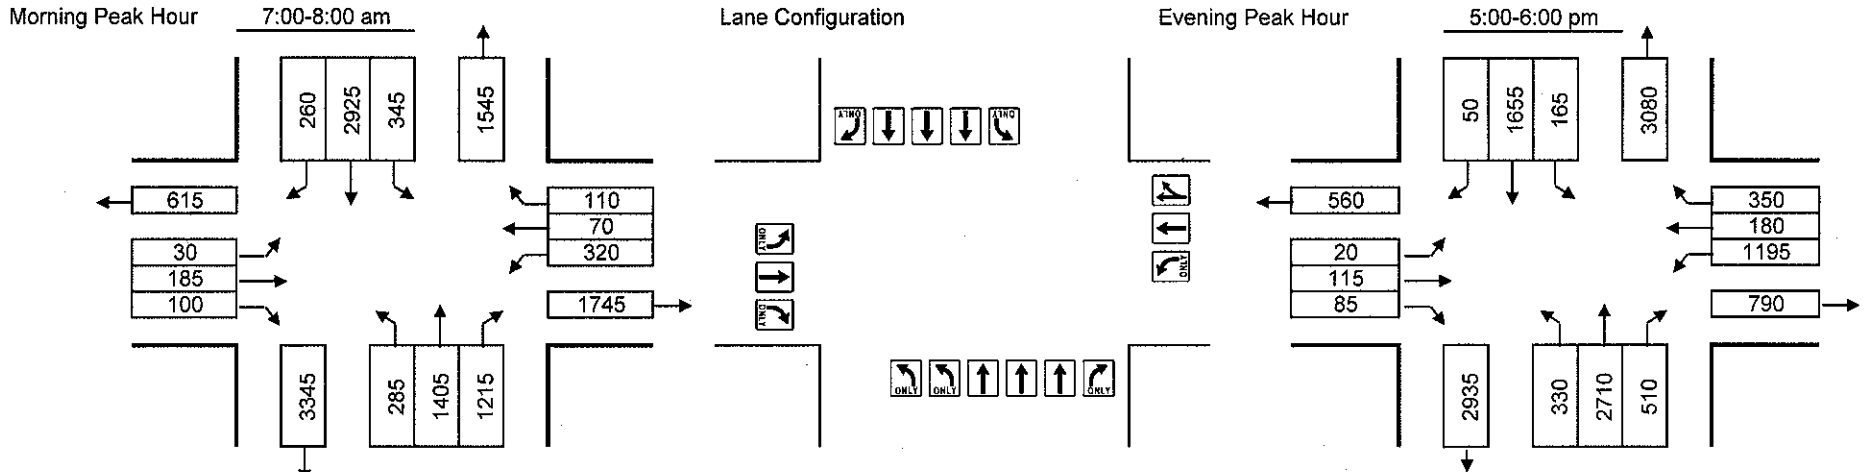 Morning Peak Hour 7:00-8:00 am
260 2925 345 1545
615
30
185
100
110
70
320
1745
3345 285 1405 1215
Lane Configuration
ONLY ONLY
ONLY
ONLY
ONLY
ONLY ONLY ONLY
Evening Peak Hour 5:00-6:00 pm
50 1655 165 3080
560
20
115
85
350
180
1195
790
2935 330 2710 510